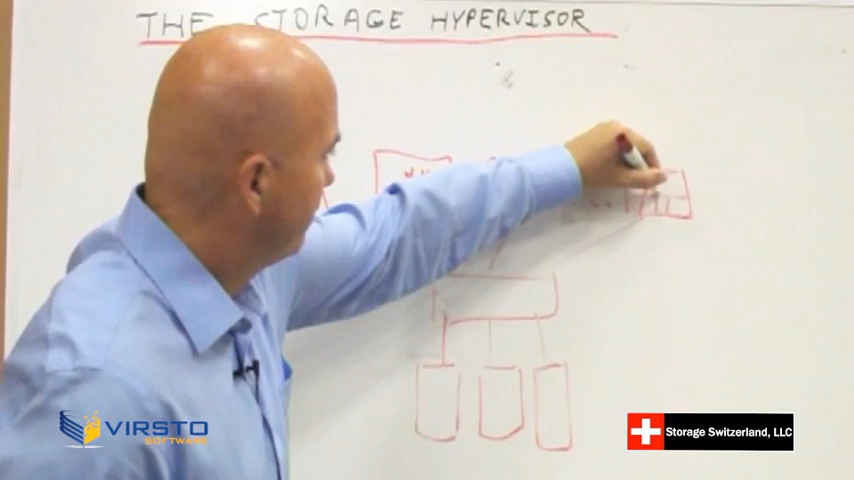 THE STORAGE HYPERVISOR
VIRSTO
SOFTWARE
Storage Switzerland, LLC